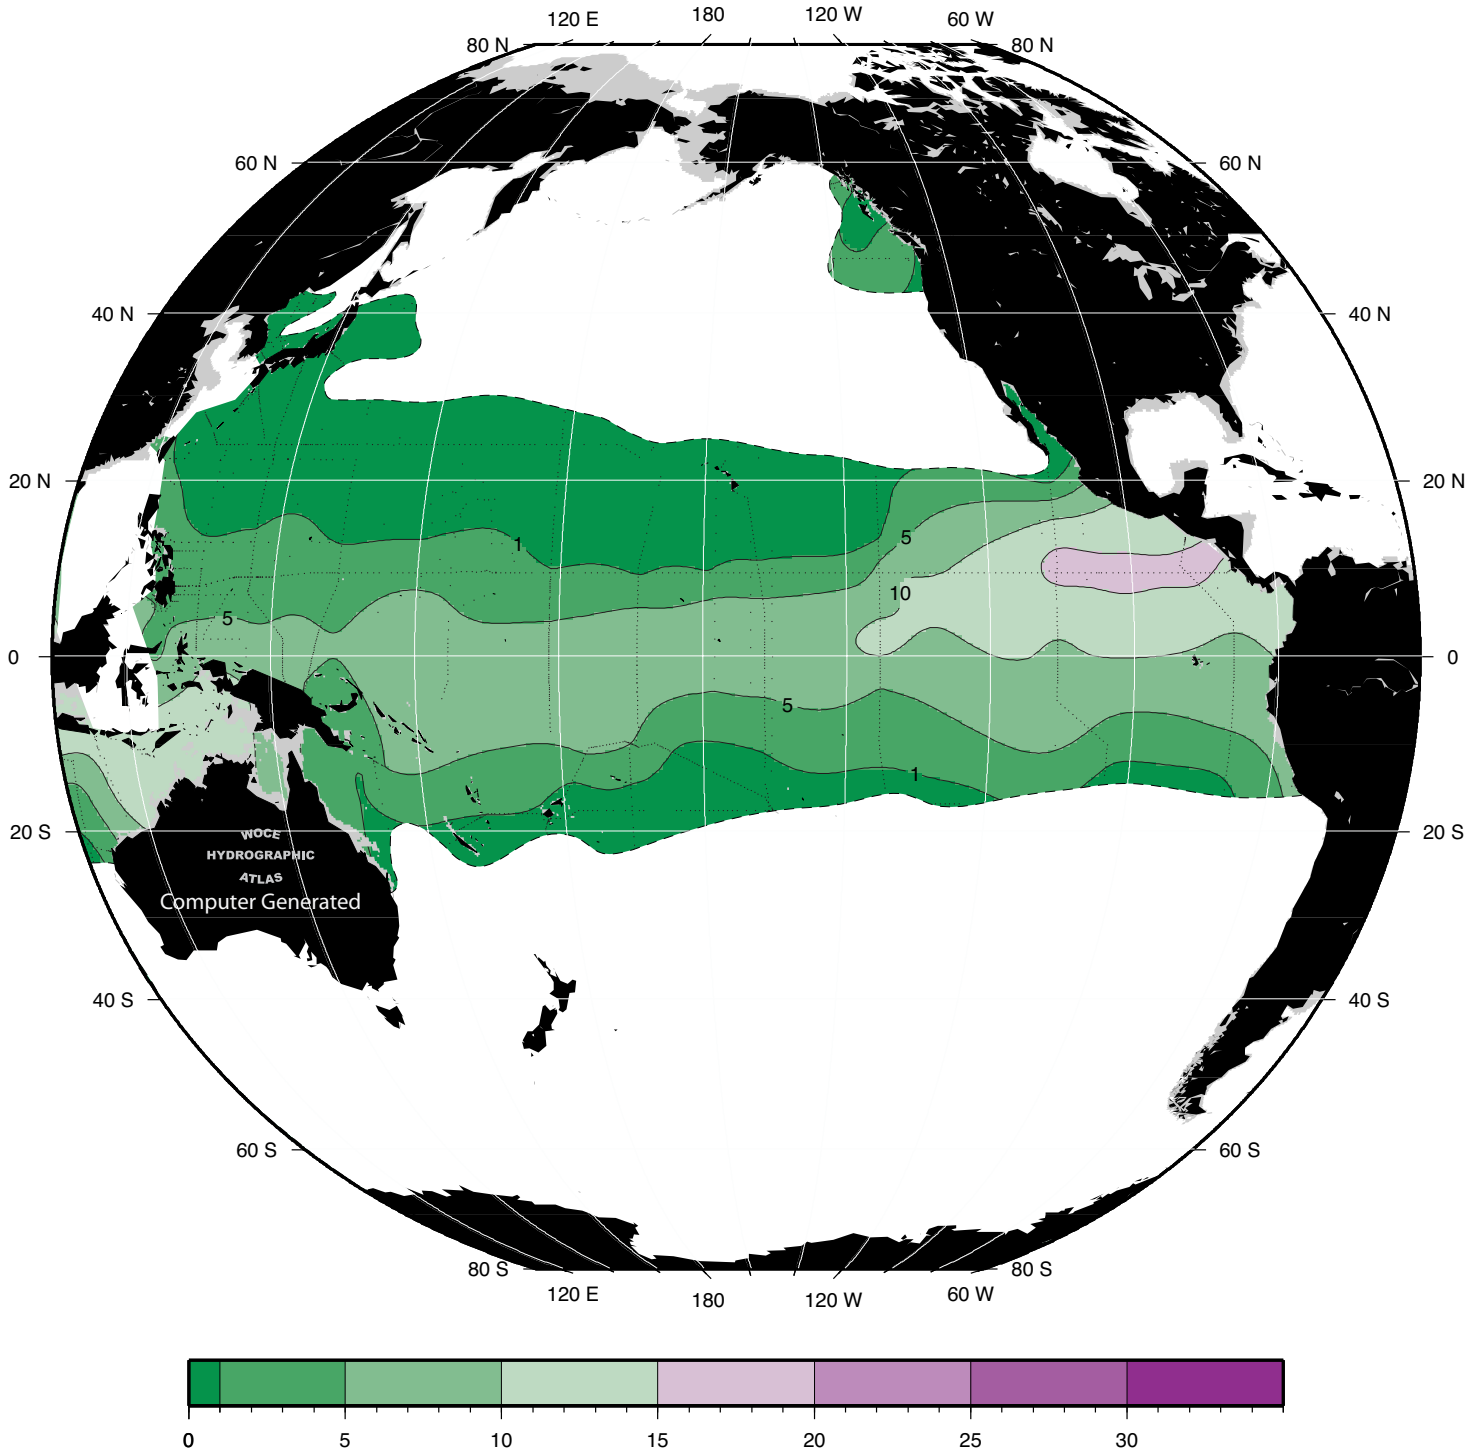 120 E 180 120 W 60 W
80 N 80 N
60 N 60 N
40 N 40 N
20 N 20 N
1
5
10
5
0 0
5
1
20 S 20 S
WOCE
HYDROGRAPHIC
ATLAS
Computer Generated
40 S 40 S
60 S 60 S
80 S 80 S
120 E 180 120 W 60 W
0 5 10 15 20 25 30